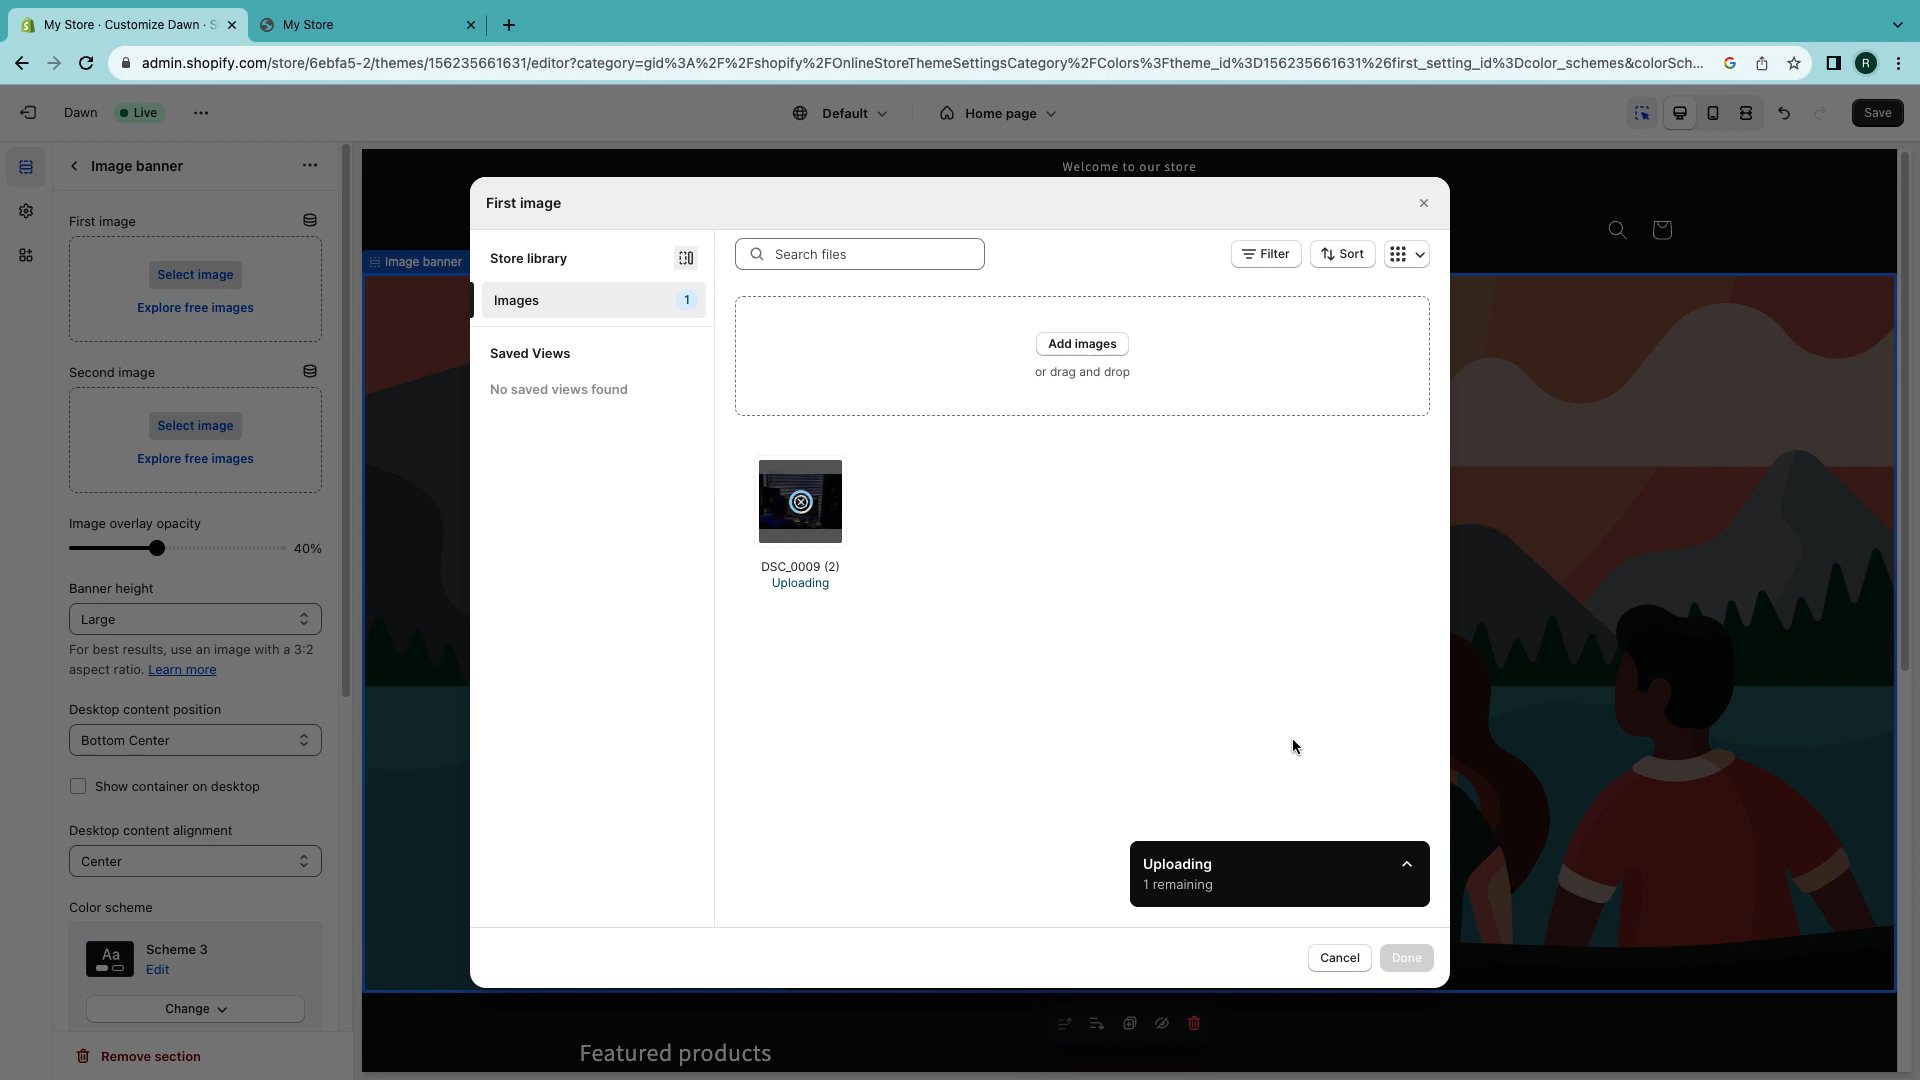 My Store · Customize Dawn · S
My Store
admin.shopify.com/store/6ebfa5-2/themes/156235661631/editor?category=gid%3A%2F%2Fshopify%2FOnlineStoreThemeSettingsCategory%2FColors%3Ftheme_id%3D156235661631%26first_setting_id%3Dcolor_schemes&colorSch...
R
Dawn
Live
Default
Home page
Save
Image banner
First image
Select image
Explore free images
Second image
Select image
Explore free images
Image overlay opacity
40%
Banner height
Large
For best results, use an image with a 3:2
aspect ratio. Learn more
Desktop content position
Bottom Center
Show container on desktop
Desktop content alignment
Center
Color scheme
Aa
Scheme 3
Edit
Change
Remove section
Welcome to our store
Image banner
First image
Store library
Images
1
Saved Views
No saved views found
Search files
Filter
Sort
Add images
or drag and drop
DSC_0009 (2)
Uploading
Uploading
1 remaining
Cancel
Done
Featured products